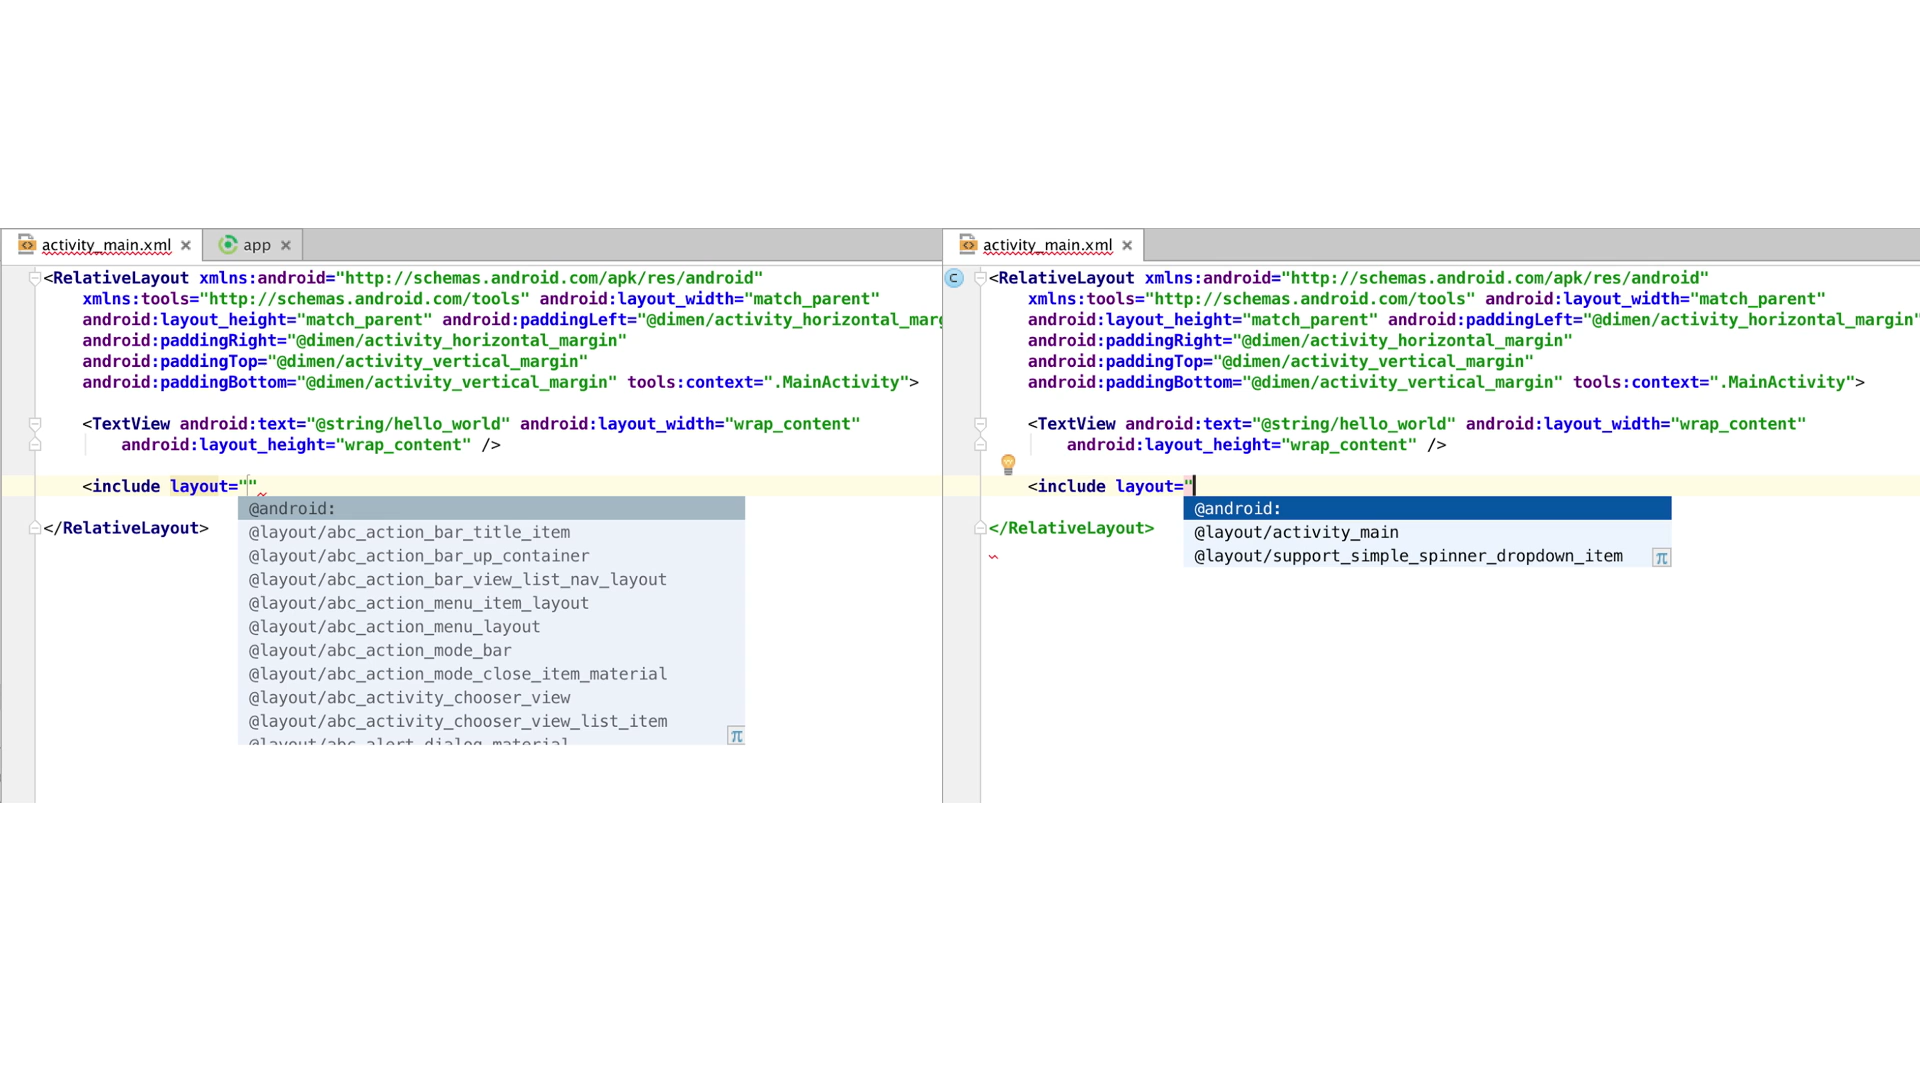 activity_main.xml
app
<RelativeLayout xmlns:android="http://schemas.android.com/apk/res/android"
xmlns:tools="http://schemas.android.com/tools" android:layout_width="match_parent"
android:layout_height="match_parent" android:paddingLeft="@dimen/activity_horizontal_marg
android:paddingRight="@dimen/activity_horizontal_margin"
android:paddingTop="@dimen/activity_vertical_margin"
android:paddingBottom="@dimen/activity_vertical_margin" tools:context=".MainActivity">
<TextView android:text="@string/hello_world" android:layout_width="wrap_content"
android:layout_height="wrap_content" />
<include layout=""
@android:
@layout/abc_action_bar_title_item
@layout/abc_action_bar_up_container
@layout/abc_action_bar_view_list_nav_layout
@layout/abc_action_menu_item_layout
@layout/abc_action_menu_layout
@layout/abc_action_mode_bar
@layout/abc_action_mode_close_item_material
@layout/abc_activity_chooser_view
@layout/abc_activity_chooser_view_list_item
@layout/abc_alert_dialog_material
π
</RelativeLayout>
activity_main.xml
C
<RelativeLayout xmlns:android="http://schemas.android.com/apk/res/android"
xmlns:tools="http://schemas.android.com/tools" android:layout_width="match_parent"
android:layout_height="match_parent" android:paddingLeft="@dimen/activity_horizontal_margin"
android:paddingRight="@dimen/activity_horizontal_margin"
android:paddingTop="@dimen/activity_vertical_margin"
android:paddingBottom="@dimen/activity_vertical_margin" tools:context=".MainActivity">
<TextView android:text="@string/hello_world" android:layout_width="wrap_content"
android:layout_height="wrap_content" />
<include layout="
@android:
@layout/activity_main
@layout/support_simple_spinner_dropdown_item
π
</RelativeLayout>